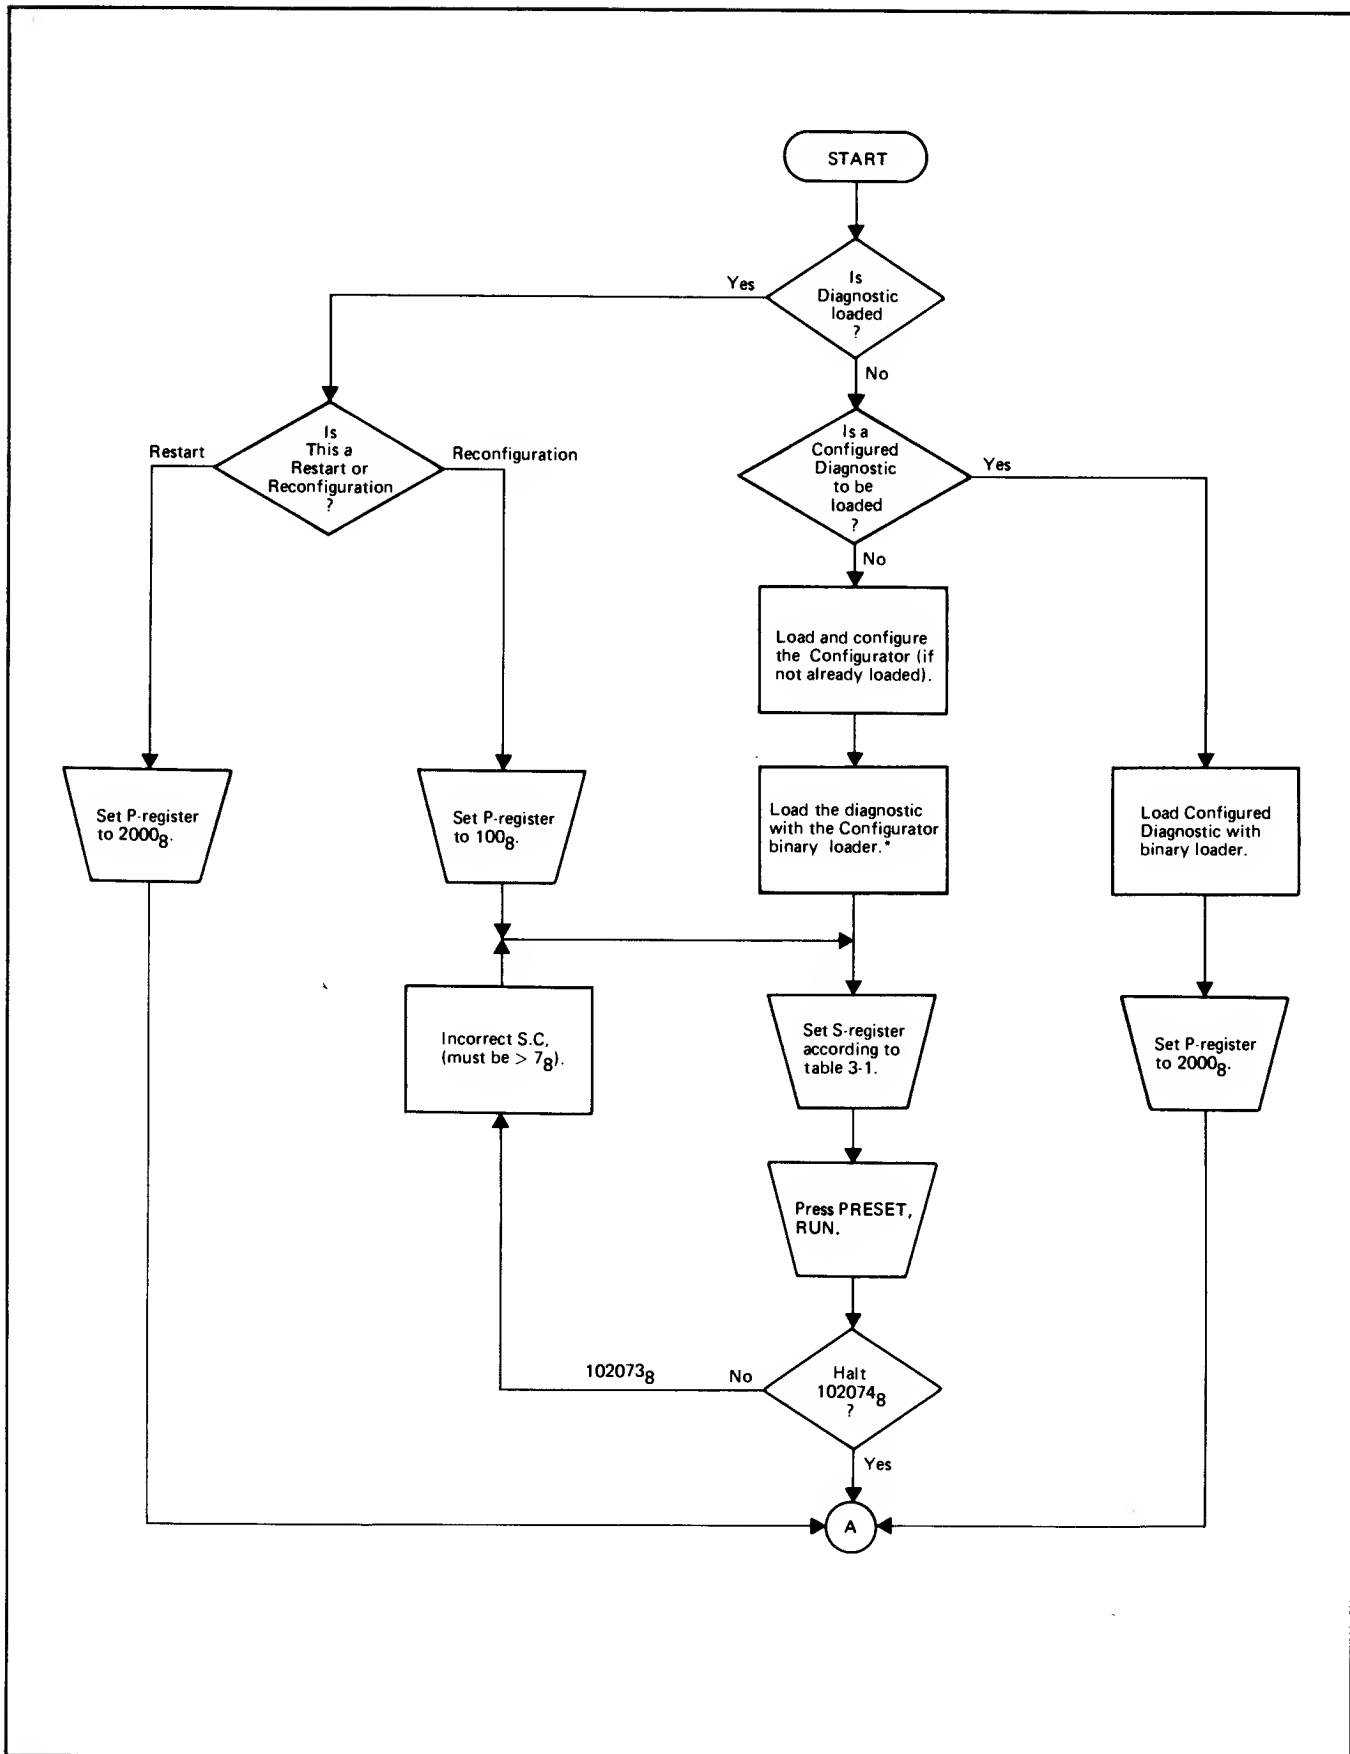 START
Is
Diagnostic
loaded
?
Yes
No
Is
This a
Restart or
Reconfiguration
?
Restart
Reconfiguration
Is a
Configured
Diagnostic
to be
loaded
?
Yes
No
Load and configure
the Configurator (if
not already loaded).
Set P-register
to 2000₈.
Set P-register
to 100₈.
Load the diagnostic
with the Configurator
binary loader.*
Load Configured
Diagnostic with
binary loader.
Incorrect S.C,
(must be > 7₈).
Set S-register
according to
table 3-1.
Set P-register
to 2000₈.
Press PRESET,
RUN.
102073₈
No
Halt
102074₈
?
Yes
A